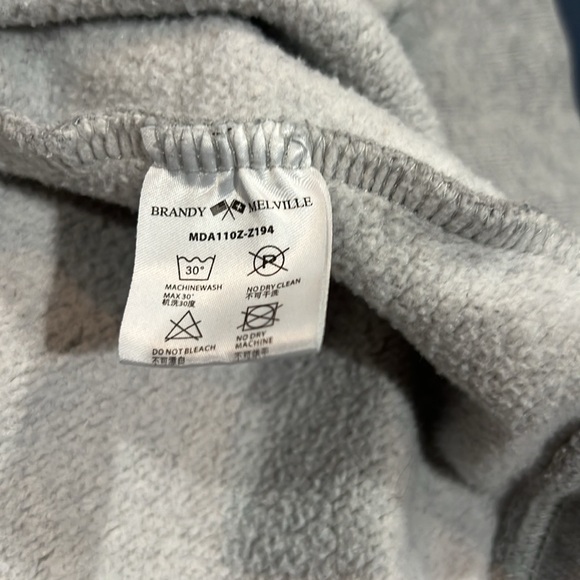 BRANDY MELVILLE
MDA110Z-Z194
30°
P
MACHINEWASH
MAX 30°
机洗30度
NO DRY CLEAN
不可干洗
DO NOT BLEACH
不可漂白
NO DRY
MACHINE